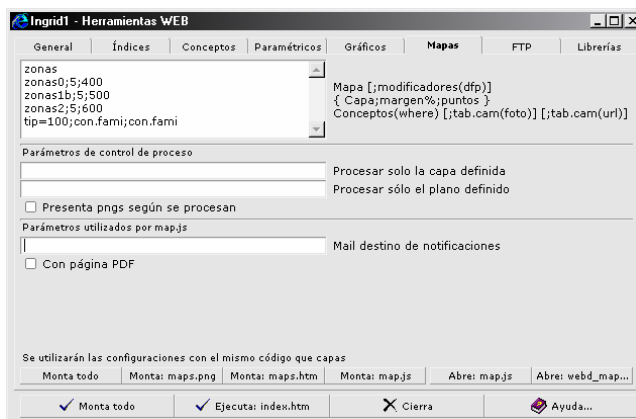 Ingrid1 - Herramientas WEB
General Índices Conceptos Paramétricos Gráficos Mapas FTP Librerías
zonas
zonas0;5;400
zonas1b;5;500
zonas2;5;600
tip=100;con.fami;con.fami
Mapa [;modificadores(dfp)]
{ Capa;margen%;puntos }
Conceptos(where) [;tab.cam(foto)] [;tab.cam(url)]
Parámetros de control de proceso
Procesar solo la capa definida
Procesar sólo el plano definido
Presenta pngs según se procesan
Parámetros utilizados por map.js
Mail destino de notificaciones
Con página PDF
Se utilizarán las configuraciones con el mismo código que capas
Monta todo Monta: maps.png Monta: maps.htm Monta: map.js Abre: map.js Abre: webd_map...
Monta todo Ejecuta: index.htm Cierra Ayuda...